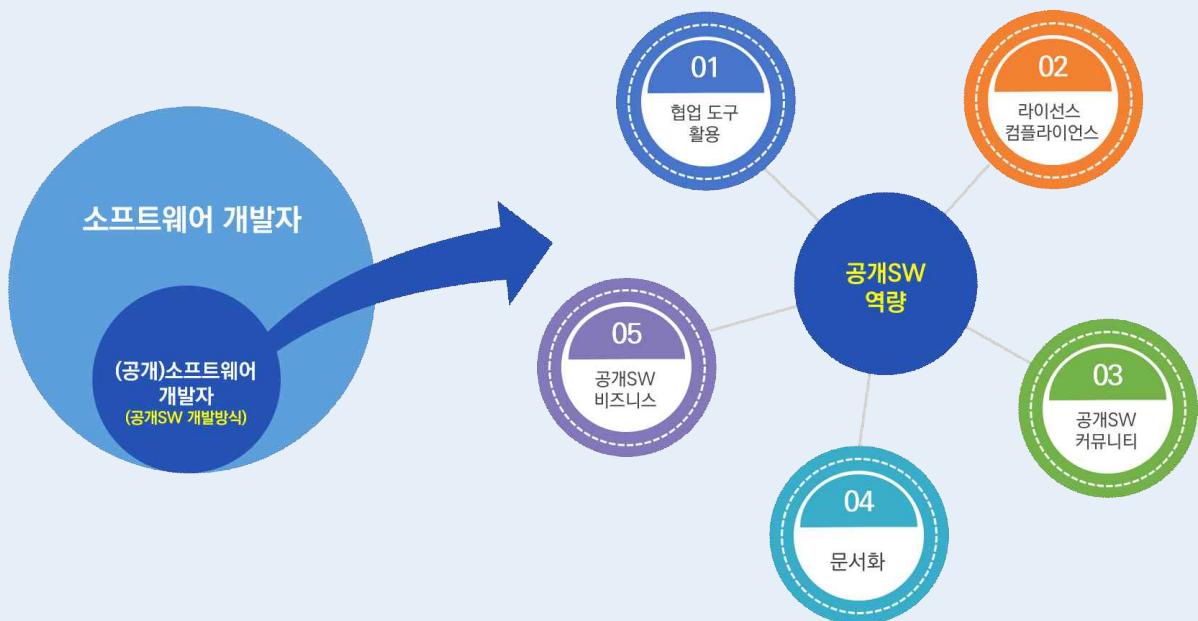 소프트웨어 개발자
(공개)소프트웨어
개발자
(공개SW 개발방식)
공개SW
역량
01
협업 도구
활용
02
라이선스
컴플라이언스
03
공개SW
커뮤니티
04
문서화
05
공개SW
비즈니스